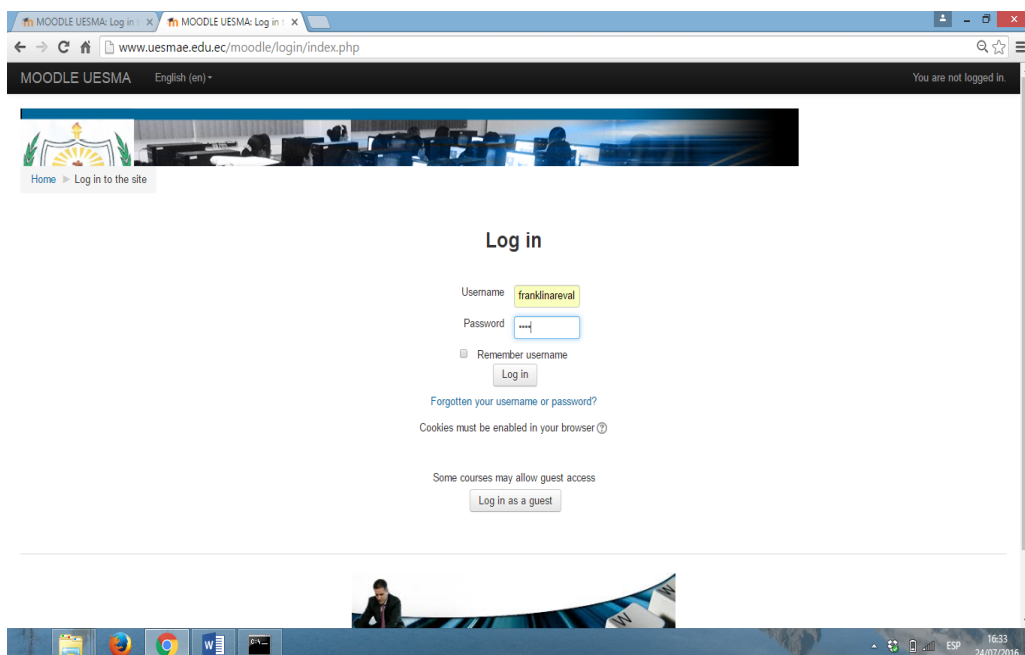 MOODLE UESMA: Log in t
MOODLE UESMA: Log in t
www.uesmae.edu.ec/moodle/login/index.php
MOODLE UESMA English (en)
You are not logged in.
Home Log in to the site
Log in
Username franklinareval
Password ••••
Remember username
Log in
Forgotten your username or password?
Cookies must be enabled in your browser
Some courses may allow guest access
Log in as a guest
W
W
ESP
16:33
24/07/2016